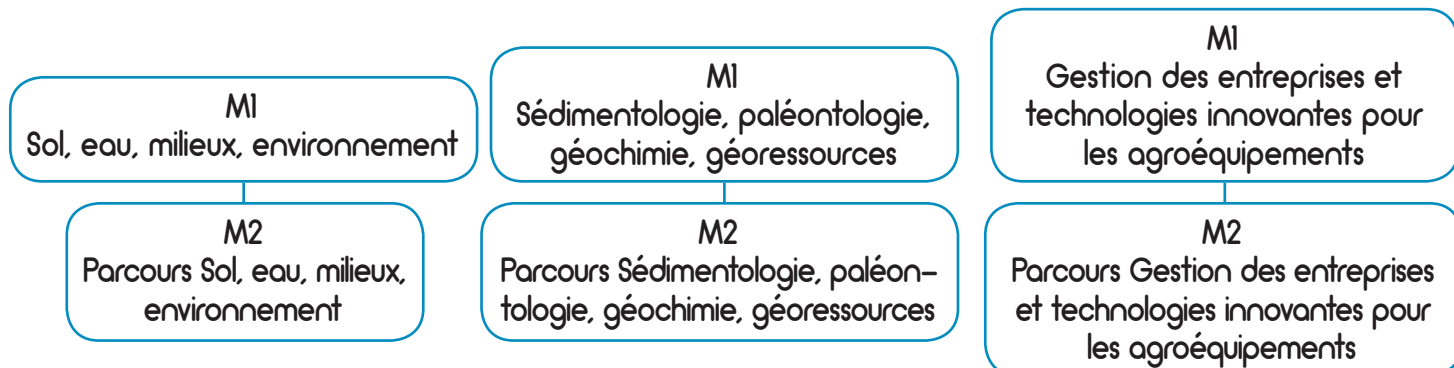 M1
Sol, eau, milieux, environnement
M2
Parcours Sol, eau, milieux,
environnement
M1
Sédimentologie, paléontologie,
géochimie, géoressources
M2
Parcours Sédimentologie, paléon-
tologie, géochimie, géoressources
M1
Gestion des entreprises et
technologies innovantes pour
les agroéquipements
M2
Parcours Gestion des entreprises
et technologies innovantes pour
les agroéquipements